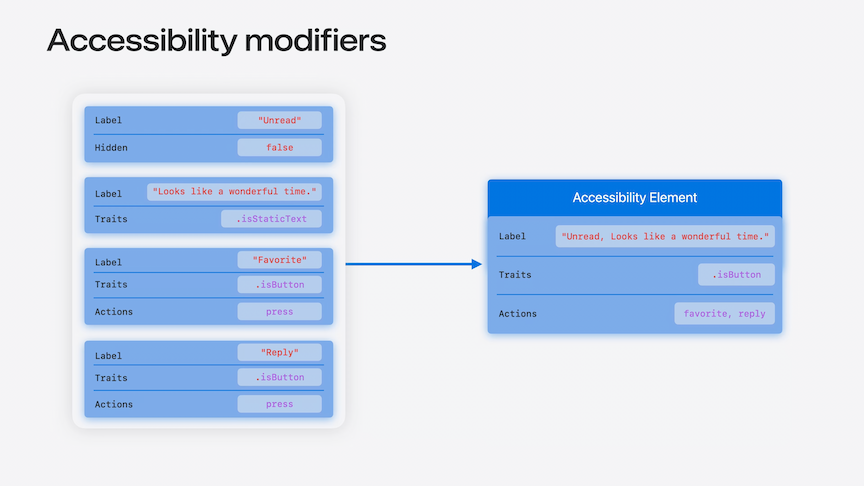 Accessibility modifiers
Label "Unread"
Hidden false
Label "Looks like a wonderful time."
Traits .isStaticText
Label "Favorite"
Traits .isButton
Actions press
Label "Reply"
Traits .isButton
Actions press
Accessibility Element
Label "Unread, Looks like a wonderful time."
Traits .isButton
Actions favorite, reply